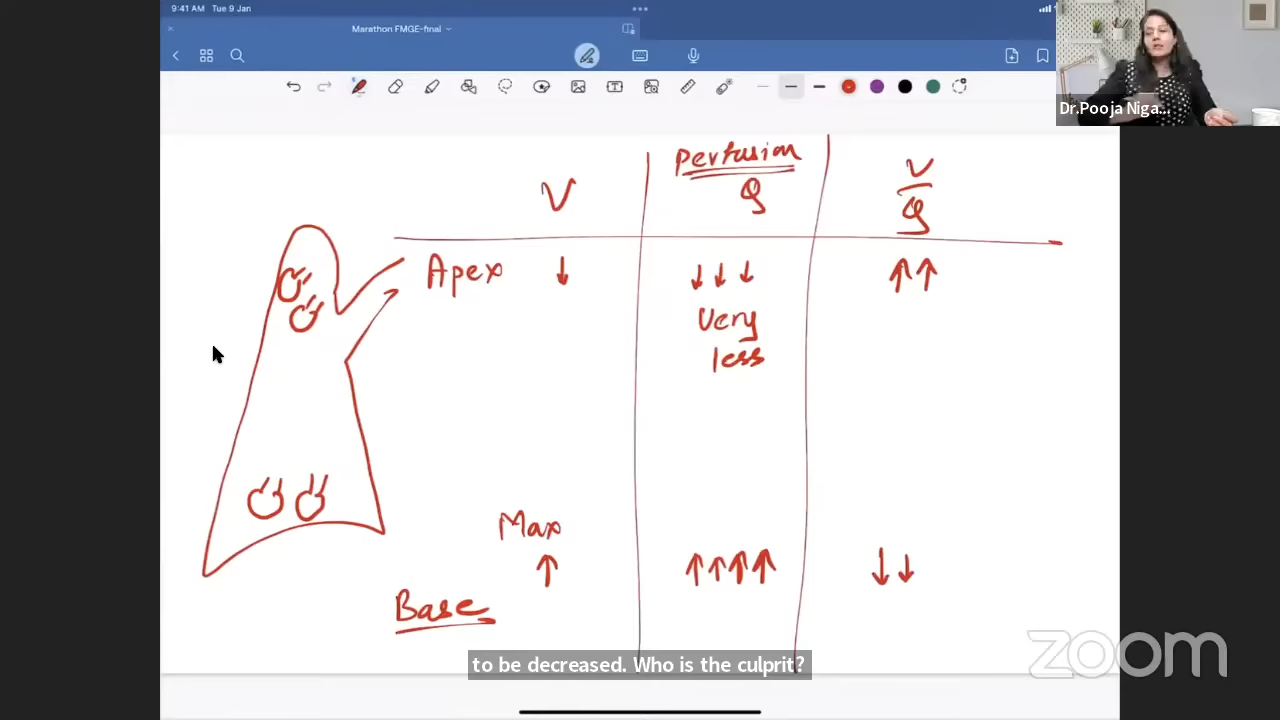 9:41 AM Tue 9 Jan
Marathon FMGE-final
Dr.Pooja Niga...
V
Perfusion
Q
V
Q
Apex ↓ ↓↓↓ ↑↑
Very
less
Max
↑ ↑↑↑↑ ↓↓
Base
to be decreased. Who is the culprit?
zoom